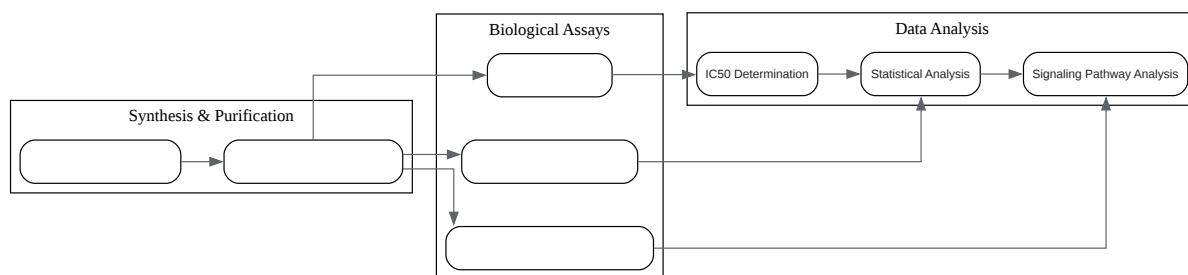 Biological Assays
Data Analysis
IC50 Determination
Statistical Analysis
Signaling Pathway Analysis
Synthesis & Purification